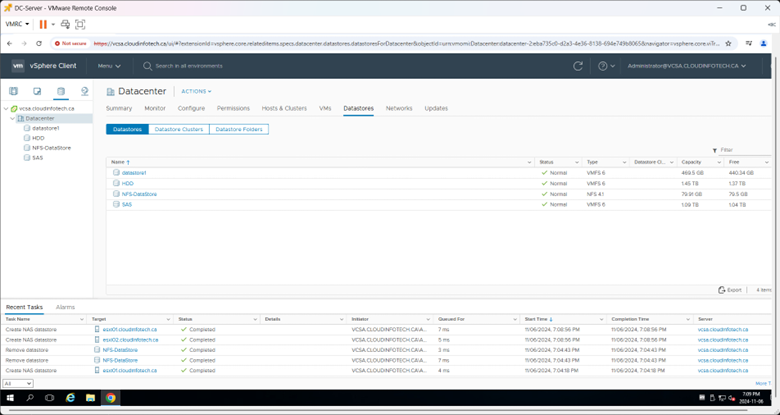 DC-Server - VMware Remote Console
VMRC
Not secure https://vcsa.cloudinfotech.ca/ui/#?extensionId=vsphere.core.relateditems.specs.datacenter.datastores.datastoresForDatacenter&objectId=urn:vmomi:Datacenter:datacenter-
vm vSphere Client Menu Search in all environments Administrator@VCSA.CLOUDINFOTECH.CA
vcsa.cloudinfotech.ca
Datacenter
datastore1
HDD
NFS-DataStore
SAS
Datacenter ACTIONS
Summary Monitor Configure Permissions Hosts & Clusters VMs Datastores Networks Updates
Datastores Datastore Clusters Datastore Folders
Filter
Name Status Type Datastore Cl... Capacity Free
datastore1 Normal VMFS 6 469.5 GB 440.34 GB
HDD Normal VMFS 6 1.45 TB 1.37 TB
NFS-DataStore Normal NFS 4.1 79.91 GB 79.5 GB
SAS Normal VMFS 6 1.09 TB 1.04 TB
Export 4 items
Recent Tasks Alarms
Task Name Target Status Details Initiator Queued For Start Time Completion Time Server
Create NAS datastore esxi01.cloudinfotech.ca Completed VCSA.CLOUDINFOTECH.CA\A... 7 ms 11/06/2024, 7:08:56 PM 11/06/2024, 7:08:56 PM vcsa.cloudinfotech.ca
Create NAS datastore esxi02.cloudinfotech.ca Completed VCSA.CLOUDINFOTECH.CA\A... 5 ms 11/06/2024, 7:08:56 PM 11/06/2024, 7:08:56 PM vcsa.cloudinfotech.ca
Remove datastore NFS-DataStore Completed VCSA.CLOUDINFOTECH.CA\A... 3 ms 11/06/2024, 7:04:43 PM 11/06/2024, 7:04:43 PM vcsa.cloudinfotech.ca
Remove datastore NFS-DataStore Completed VCSA.CLOUDINFOTECH.CA\A... 7 ms 11/06/2024, 7:04:43 PM 11/06/2024, 7:04:43 PM vcsa.cloudinfotech.ca
Create NAS datastore esxi01.cloudinfotech.ca Completed VCSA.CLOUDINFOTECH.CA\A... 4 ms 11/06/2024, 7:04:18 PM 11/06/2024, 7:04:18 PM vcsa.cloudinfotech.ca
All More T
7:09 PM
2024-11-06